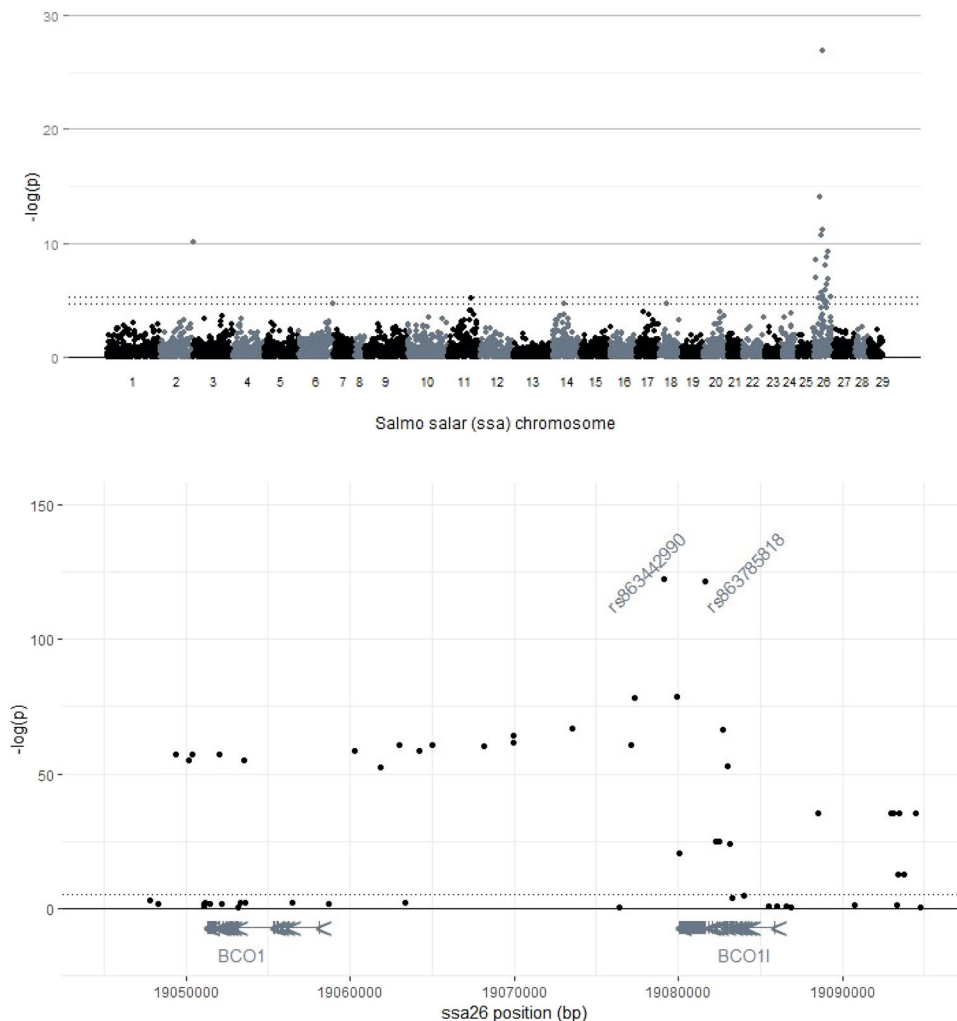 30
20
10
0
-log(p)
1 2 3 4 5 6 7 8 9 10 11 12 13 14 15 16 17 18 19 20 21 22 23 24 25 26 27 28 29
Salmo salar (ssa) chromosome
150
100
50
0
-log(p)
rs863442990
rs863785818
BCO1
BCO1l
19050000 19060000 19070000 19080000 19090000
ssa26 position (bp)